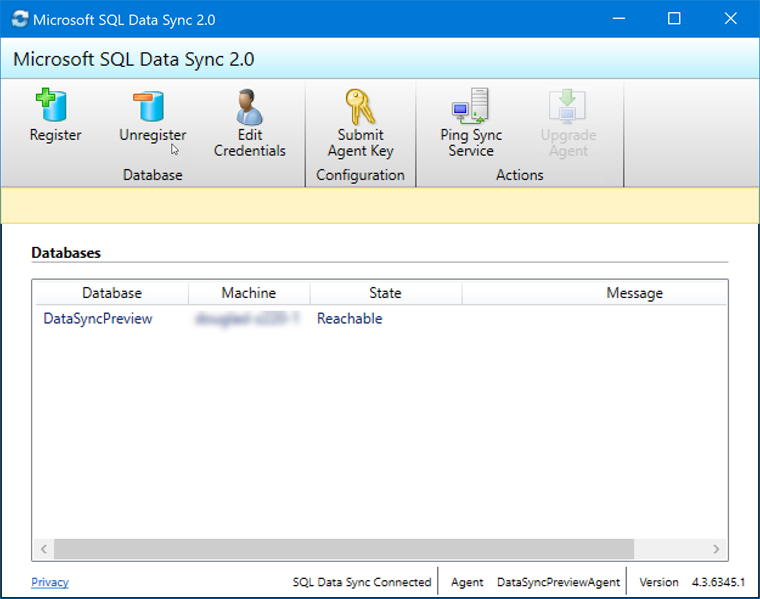 Microsoft SQL Data Sync 2.0
Microsoft SQL Data Sync 2.0
Register
Unregister
Edit
Credentials
Database
Submit
Agent Key
Configuration
Ping Sync
Service
Upgrade
Agent
Actions
Databases
Database Machine State Message
DataSyncPreview Reachable
Privacy SQL Data Sync Connected Agent DataSyncPreviewAgent Version 4.3.6345.1